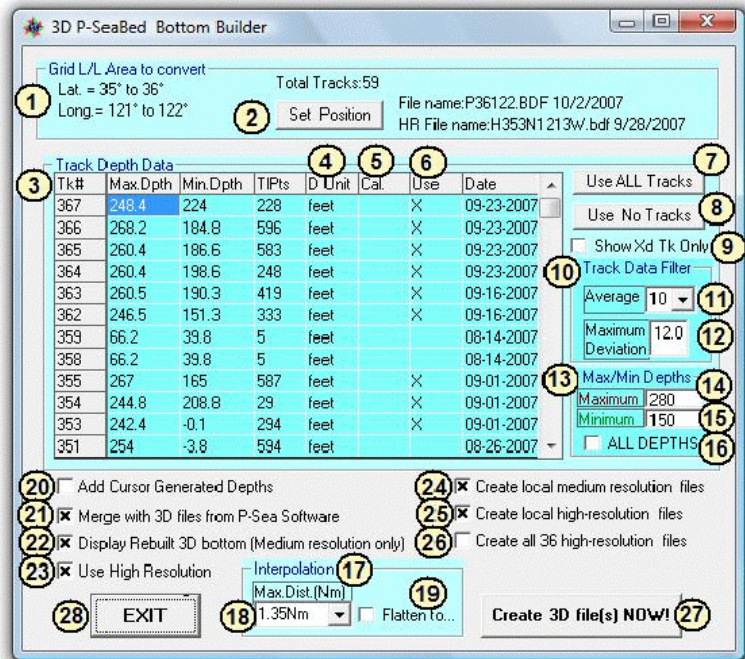 3D P-SeaBed Bottom Builder
Grid L/L Area to convert
1 Lat. = 35° to 36°
Long.= 121° to 122°
Total Tracks:59
2 Set Position
File name:P36122.BDF 10/2/2007
HR File name:H353N1213W.bdf 9/28/2007
Track Depth Data
4 5 6
3 Tk# Max.Dpth Min.Dpth TlPts D Unit Cal. Use Date
367 248.4 224 228 feet X 09-23-2007
366 268.2 184.8 596 feet X 09-23-2007
365 260.4 186.6 583 feet X 09-23-2007
364 260.4 198.6 248 feet X 09-23-2007
363 260.5 190.3 419 feet X 09-16-2007
362 246.5 151.3 333 feet X 09-16-2007
359 66.2 39.8 5 feet 08-14-2007
358 66.2 39.8 5 feet 08-14-2007
355 267 165 587 feet X 09-01-2007
354 244.8 208.8 29 feet X 09-01-2007
353 242.4 -0.1 294 feet X 09-01-2007
351 254 -3.8 594 feet 08-26-2007
7
Use ALL Tracks
Use No Tracks 8
Show Xd Tk Only 9
10 Track Data Filter
Average 10 11
Maximum Deviation 12.0 12
13 Max/Min Depths
Maximum 280 14
Minimum 150 15
ALL DEPTHS 16
20 Add Cursor Generated Depths
21 Merge with 3D files from P-Sea Software
22 Display Rebuilt 3D bottom (Medium resolution only)
23 Use High Resolution
24 Create local medium resolution files
25 Create local high-resolution files
26 Create all 36 high-resolution files
Interpolation 17
Max.Dist.(Nm)
18 1.35Nm
19
Flatten to...
28 EXIT
Create 3D file(s) NOW! 27